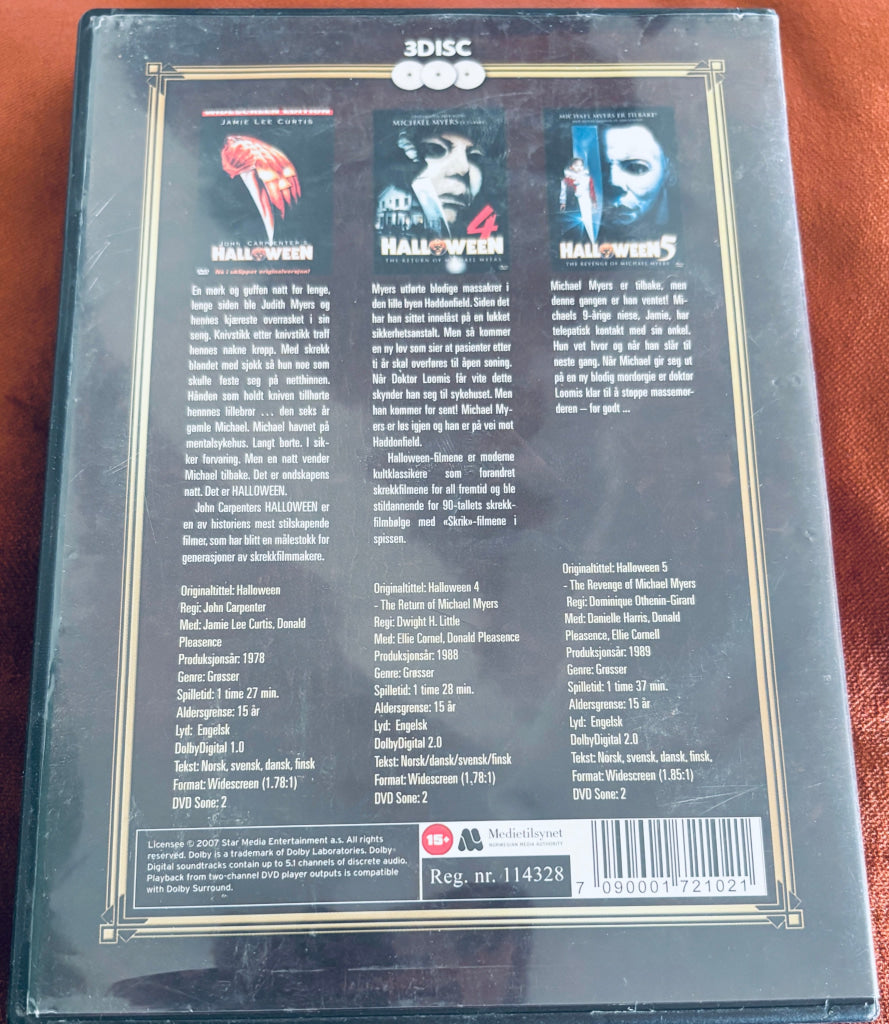 3DISC
WIDESCREEN EDITION
JAMIE LEE CURTIS
JOHN CARPENTER'S
HALLOWEEN
Nå i uklippet originalversjon!
MICHAEL MYERS
4
HALLOWEEN
THE RETURN OF MICHAEL MYERS
MICHAEL MYERS ER TILBAKE
HALLOWEEN 5
THE REVENGE OF MICHAEL MYERS
En mørk og guffen natt for lenge,
lenge siden ble Judith Myers og
hennes kjæreste overrasket i sin
seng. Knivstikk etter knivstikk traff
hennes nakne kropp. Med skrekk
blandet med sjokk så hun noe som
skulle feste seg på netthinnen.
Hånden som holdt kniven tilhørte
hennnes lillebror ... den seks år
gamle Michael. Michael havnet på
mentalsykehus. Langt borte. I sik-
ker forvaring. Men en natt vender
Michael tilbake. Det er ondskapens
natt. Det er HALLOWEEN.
John Carpenters HALLOWEEN er
en av historiens mest stilskapende
filmer, som har blitt en målestokk for
generasjoner av skrekkfilmmakere.
Originaltittel: Halloween
Regi: John Carpenter
Med: Jamie Lee Curtis, Donald
Pleasence
Produksjonsår: 1978
Genre: Grøsser
Spilletid: 1 time 27 min.
Aldersgrense: 15 år
Lyd: Engelsk
DolbyDigital 1.0
Tekst: Norsk, svensk, dansk, finsk
Format: Widescreen (1.78:1)
DVD Sone: 2
Myers utførte blodige massakrer i
den lille byen Haddonfield. Siden det
har han sittet innelåst på en lukket
sikkerhetsanstalt. Men så kommer
en ny lov som sier at pasienter etter
ti år skal overføres til åpen soning.
Når Doktor Loomis får vite dette
skynder han seg til sykehuset. Men
han kommer for sent! Michael My-
ers er løs igjen og han er på vei mot
Haddonfield.
Halloween-filmene er moderne
kultklassikere som forandret
skrekkfilmene for all fremtid og ble
stildannende for 90-tallets skrekk-
filmbølge med «Skrik»-filmene i
spissen.
Originaltittel: Halloween 4
- The Return of Michael Myers
Regi: Dwight H. Little
Med: Ellie Cornel, Donald Pleasence
Produksjonsår: 1988
Genre: Grøsser
Spilletid: 1 time 28 min.
Aldersgrense: 15 år
Lyd: Engelsk
DolbyDigital 2.0
Tekst: Norsk/dansk/svensk/finsk
Format: Widescreen (1,78:1)
DVD Sone: 2
Michael Myers er tilbake, men
denne gangen er han ventet! Mi-
chaels 9-årige niese, Jamie, har
telepatisk kontakt med sin onkel.
Hun vet hvor og når han slår til
neste gang. Når Michael gir seg ut
på en ny blodig mordorgie er doktor
Loomis klar til å stoppe massemor-
deren – for godt ...
Originaltittel: Halloween 5
- The Revenge of Michael Myers
Regi: Dominique Othenin-Girard
Med: Danielle Harris, Donald
Pleasence, Ellie Cornell
Produksjonsår: 1989
Genre: Grøsser
Spilletid: 1 time 37 min.
Aldersgrense: 15 år
Lyd: Engelsk
DolbyDigital 2.0
Tekst: Norsk, svensk, dansk, finsk,
Format: Widescreen (1.85:1)
DVD Sone: 2
Licensee © 2007 Star Media Entertainment a.s. All rights
reserved. Dolby is a trademark of Dolby Laboratories. Dolby-
Digital soundtracks contain up to 5.1 channels of discrete audio.
Playback from two-channel DVD player outputs is compatible
with Dolby Surround.
15+
Medietilsynet
NORWEGIAN MEDIA AUTHORITY
Reg. nr. 114328
7 090001 721021